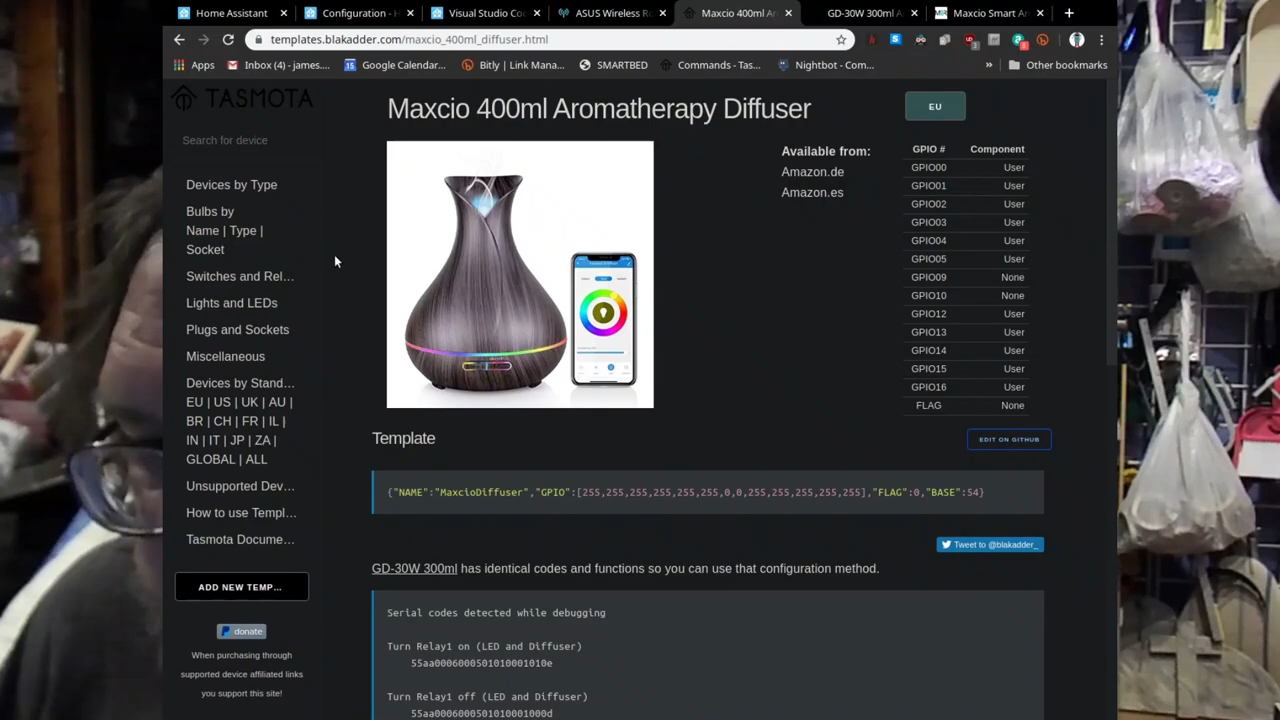 Home Assistant
Configuration - H
Visual Studio Co
ASUS Wireless R
Maxcio 400ml Ar
GD-30W 300ml A
Maxcio Smart Ar
templates.blakadder.com/maxcio_400ml_diffuser.html
Apps
Inbox (4) - james....
Google Calendar...
Bitly | Link Mana...
SMARTBED
Commands - Tas...
Nightbot - Com...
»
Other bookmarks
TASMOTA
Search for device
Devices by Type
Bulbs by
Name | Type |
Socket
Switches and Rel...
Lights and LEDs
Plugs and Sockets
Miscellaneous
Devices by Stand...
EU | US | UK | AU |
BR | CH | FR | IL |
IN | IT | JP | ZA |
GLOBAL | ALL
Unsupported Dev...
How to use Templ...
Tasmota Docume...
ADD NEW TEMP...
donate
When purchasing through
supported device affiliated links
you support this site!
Maxcio 400ml Aromatherapy Diffuser
Available from:
Amazon.de
Amazon.es
EU
GPIO # Component
GPIO00 User
GPIO01 User
GPIO02 User
GPIO03 User
GPIO04 User
GPIO05 User
GPIO09 None
GPIO10 None
GPIO12 User
GPIO13 User
GPIO14 User
GPIO15 User
GPIO16 User
FLAG None
Template
EDIT ON GITHUB
{"NAME":"MaxcioDiffuser","GPIO":[255,255,255,255,255,255,0,0,255,255,255,255,255],"FLAG":0,"BASE":54}
Tweet to @blakadder_
GD-30W 300ml has identical codes and functions so you can use that configuration method.
Serial codes detected while debugging
Turn Relay1 on (LED and Diffuser)
55aa0006000501010001010e
Turn Relay1 off (LED and Diffuser)
55aa0006000501010001000d